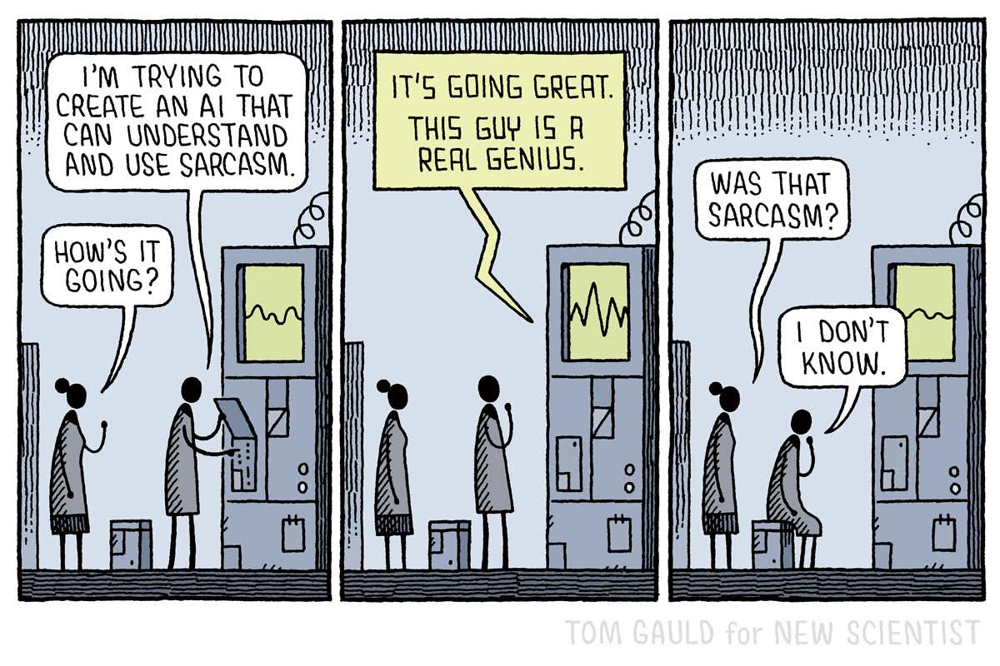 I'M TRYING TO
CREATE AN AI THAT
CAN UNDERSTAND
AND USE SARCASM.
HOW'S IT
GOING?
IT'S GOING GREAT.
THIS GUY IS A
REAL GENIUS.
WAS THAT
SARCASM?
I DON'T
KNOW.
TOM GAULD for NEW SCIENTIST